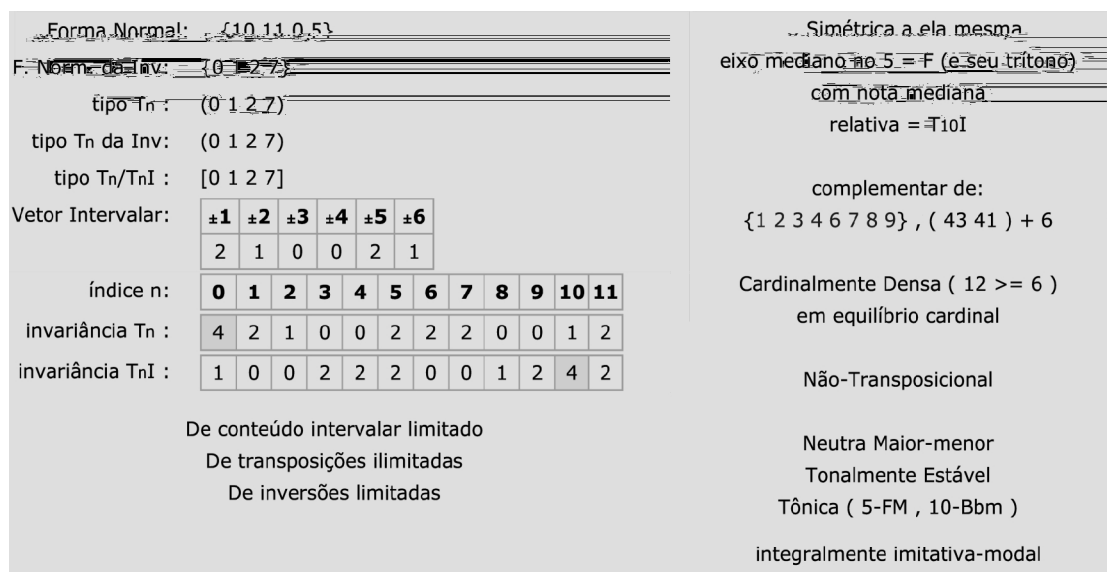 Forma Normal: {10 11 0 5}
F. Norm. da Inv: {0 1 2 7}
tipo Tn : (0 1 2 7)
tipo Tn da Inv: (0 1 2 7)
tipo Tn/TnI : [0 1 2 7]
Vetor Intervalar: ±1 ±2 ±3 ±4 ±5 ±6
2 1 0 0 2 1
índice n: 0 1 2 3 4 5 6 7 8 9 10 11
invariância Tn : 4 2 1 0 0 2 2 2 0 0 1 2
invariância TnI : 1 0 0 2 2 2 0 0 1 2 4 2
De conteúdo intervalar limitado
De transposições ilimitadas
De inversões limitadas
Simétrica a ela mesma
eixo mediano no 5 = F (e seu trítono)
com nota mediana
relativa = T10I
complementar de:
{1 2 3 4 6 7 8 9} , ( 43 41 ) + 6
Cardinalmente Densa ( 12 >= 6 )
em equilíbrio cardinal
Não-Transposicional
Neutra Maior-menor
Tonalmente Estável
Tônica ( 5-FM , 10-Bbm )
integralmente imitativa-modal